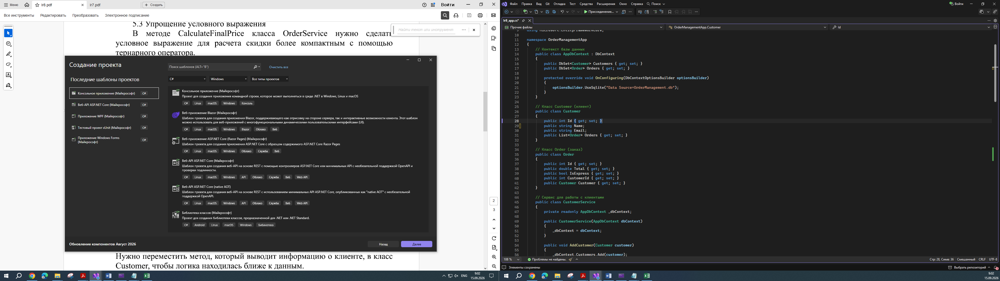 Меню
lr8.pdf
lr7.pdf
Создать
Войти
Все инструменты
Редактировать
Преобразовать
Электронное подписание
5.3 Упрощение условного выражения
В методе CalculateFinalPrice класса OrderService нужно сделать
условное выражение для расчета скидки более компактным с помощью
тернарного оператора.
Найти текст или инструмент
Создание проекта
Поиск шаблонов (ALT+"В")
Очистить все
Последние шаблоны проектов
C#
Windows
Все типы проектов
Консольное приложение (Майкрософт) C#
Веб-API ASP.NET Core (Майкрософт) C#
Приложение WPF (Майкрософт) C#
Тестовый проект xUnit (Майкрософт) C#
Приложение Windows Forms
(Майкрософт) C#
Консольное приложение (Майкрософт)
Проект для создания приложения командной строки, которое может выполняться в среде .NET в Windows, Linux и macOS
C# Linux macOS Windows Консоль
Веб-приложение Blazor (Майкрософт)
Шаблон проекта для создания приложения Blazor, поддерживающего как отрисовку на стороне сервера, так и интерактивные возможности клиента. Этот шаблон
можно использовать для веб-приложений с многофункциональными динамическими пользовательскими интерфейсами (UI).
C# Linux macOS Windows Blazor Облако Веб
Веб-приложение ASP.NET Core (Razor Pages) (Майкрософт)
Шаблон проекта для создания приложения ASP.NET Core с образцом содержимого ASP.NET Core Razor Pages
C# Linux macOS Windows Облако Служба Веб
Веб-API ASP.NET Core (Майкрософт)
Шаблон проекта для создания веб-API на основе REST с помощью контроллеров ASP.NET Core или минимальных API с необязательной поддержкой OpenAPI и
проверки подлинности.
C# Linux macOS Windows API Облако Служба Веб Web API
Веб-API ASP.NET Core (native AOT)
Шаблон проекта для создания веб-API на основе REST с использованием минимальных API ASP.NET Core, опубликованных как "native AOT" с необязательной
поддержкой OpenAPI.
C# Linux macOS Windows API Облако Служба Веб Web API
Библиотека классов (Майкрософт)
Проект для создания библиотеки классов, предназначенной для .NET или .NET Standard.
C# Android Linux macOS Windows Библиотека
Обновление компонентов Август 2026
Назад
Далее
Нужно переместить метод, который выводит информацию о клиенте, в класс
Customer, чтобы логика находилась ближе к данным.
2
3
ENG
9:02
15.09.2026
Файл Правка Вид Git Отладка Тест Средства Расширения Окно Справка Поиск
Войти
Присоединение...
lr8_app.cs*
Прочие файлы
OrderManagementApp.Customer
Id
9 using Microsoft.EntityFrameworkCore;
10
11 namespace OrderManagementApp
12 {
13 // Контекст базы данных
14 public class AppDbContext : DbContext
15 {
16 public DbSet<Customer> Customers { get; set; }
17 public DbSet<Order> Orders { get; set; }
18
19 protected override void OnConfiguring(DbContextOptionsBuilder optionsBuilder)
20 {
21 optionsBuilder.UseSqlite("Data Source=OrderManagement.db");
22 }
23 }
24
25 // Класс Customer (клиент)
26 public class Customer
27 {
28 public int Id { get; set; }
29 public string Name;
30 public string Email;
31 public List<Order> Orders { get; set; }
32 }
33
34 // Класс Order (заказ)
35 public class Order
36 {
37 public int Id { get; set; }
38 public double Total { get; set; }
39 public bool IsExpress { get; set; }
40 public int CustomerId { get; set; }
41 public Customer Customer { get; set; }
42 }
43
44 // Сервис для работы с клиентами
45 public class CustomerService
46 {
47 private readonly AppDbContext _dbContext;
48
49 public CustomerService(AppDbContext dbContext)
50 {
51 _dbContext = dbContext;
52 }
53
54 public void AddCustomer(Customer customer)
55 {
56 _dbContext.Customers.Add(customer);
108 %
Проблемы не найдены.
Стр: 28, Симв: 36
Смешанный
CRLF
UTF-8
Элементы сохранены
Выбрать репозиторий
9:02
15.09.2026